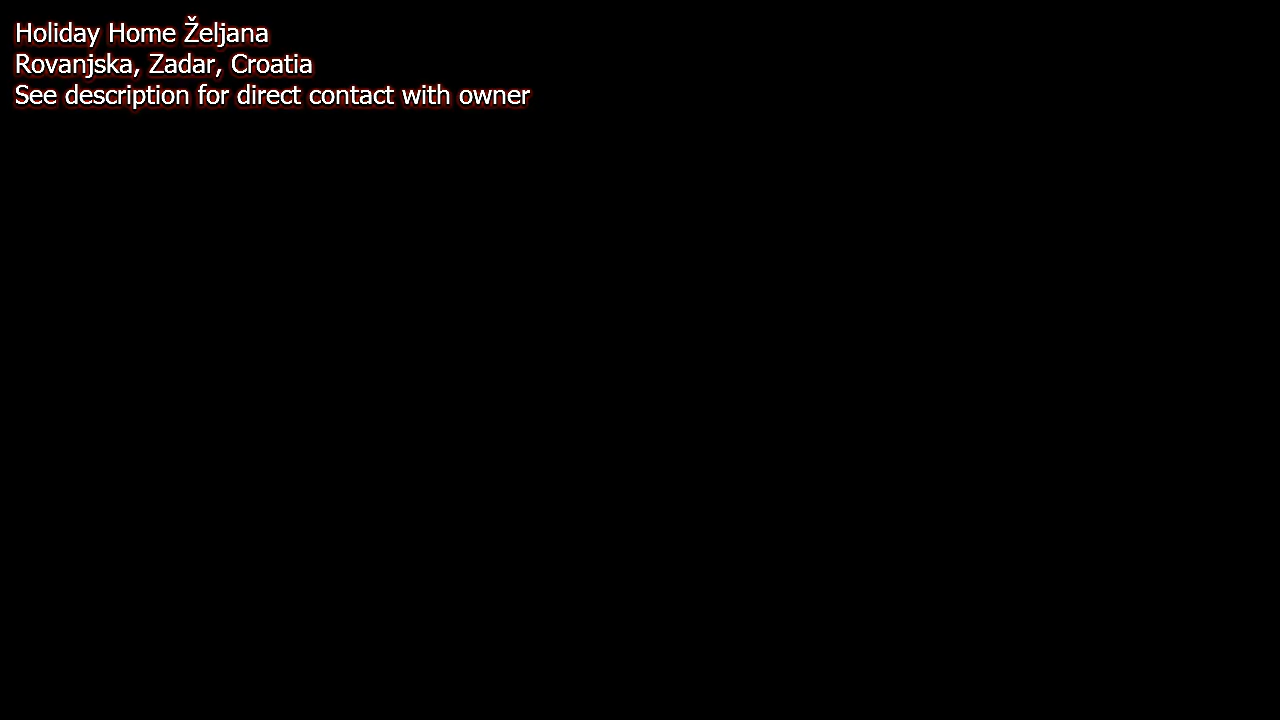 Holiday Home Željana
Rovanjska, Zadar, Croatia
See description for direct contact with owner